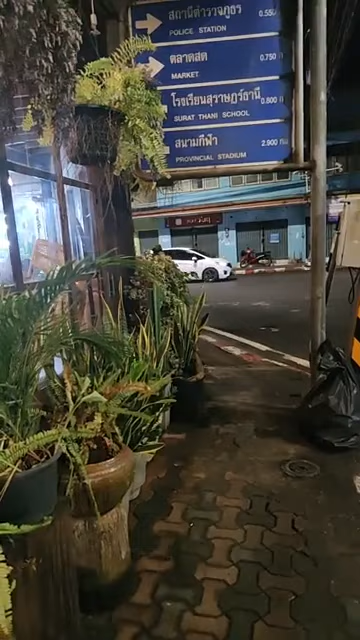 สถานีตำรวจภูธร 0.550
POLICE STATION
ตลาดสด 0.750
MARKET
โรงเรียนสุราษฎร์ธานี 0.800
SURAT THANI SCHOOL
สนามกีฬา 2.900
PROVINCIAL STADIUM